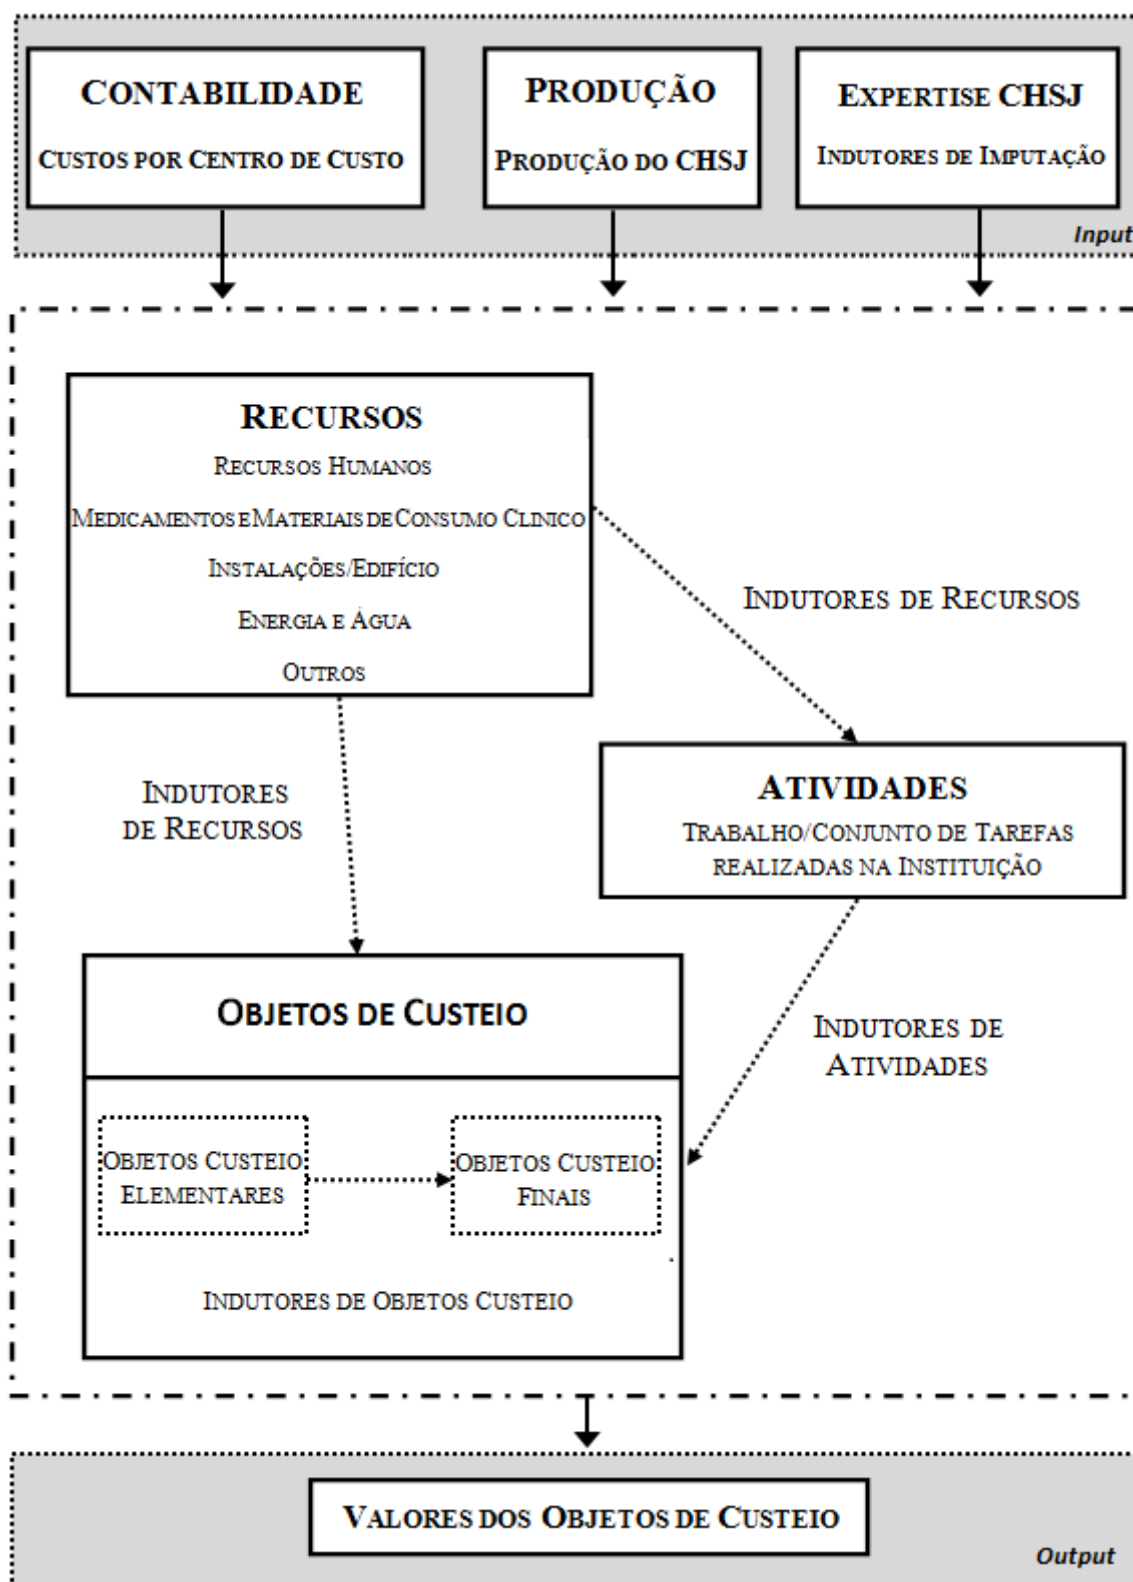 CONTABILIDADE
CUSTOS POR CENTRO DE CUSTO
PRODUÇÃO
PRODUÇÃO DO CHSJ
EXPERTISE CHSJ
INDUTORES DE IMPUTAÇÃO
Input
RECURSOS
RECURSOS HUMANOS
MEDICAMENTOS E MATERIAIS DE CONSUMO CLINICO
INSTALAÇÕES/EDIFÍCIO
ENERGIA E ÁGUA
OUTROS
INDUTORES DE RECURSOS
INDUTORES
DE RECURSOS
ATIVIDADES
TRABALHO/CONJUNTO DE TAREFAS
REALIZADAS NA INSTITUIÇÃO
OBJETOS DE CUSTEIO
INDUTORES DE
ATIVIDADES
OBJETOS CUSTEIO
ELEMENTARES
OBJETOS CUSTEIO
FINAIS
INDUTORES DE OBJETOS CUSTEIO
VALORES DOS OBJETOS DE CUSTEIO
Output